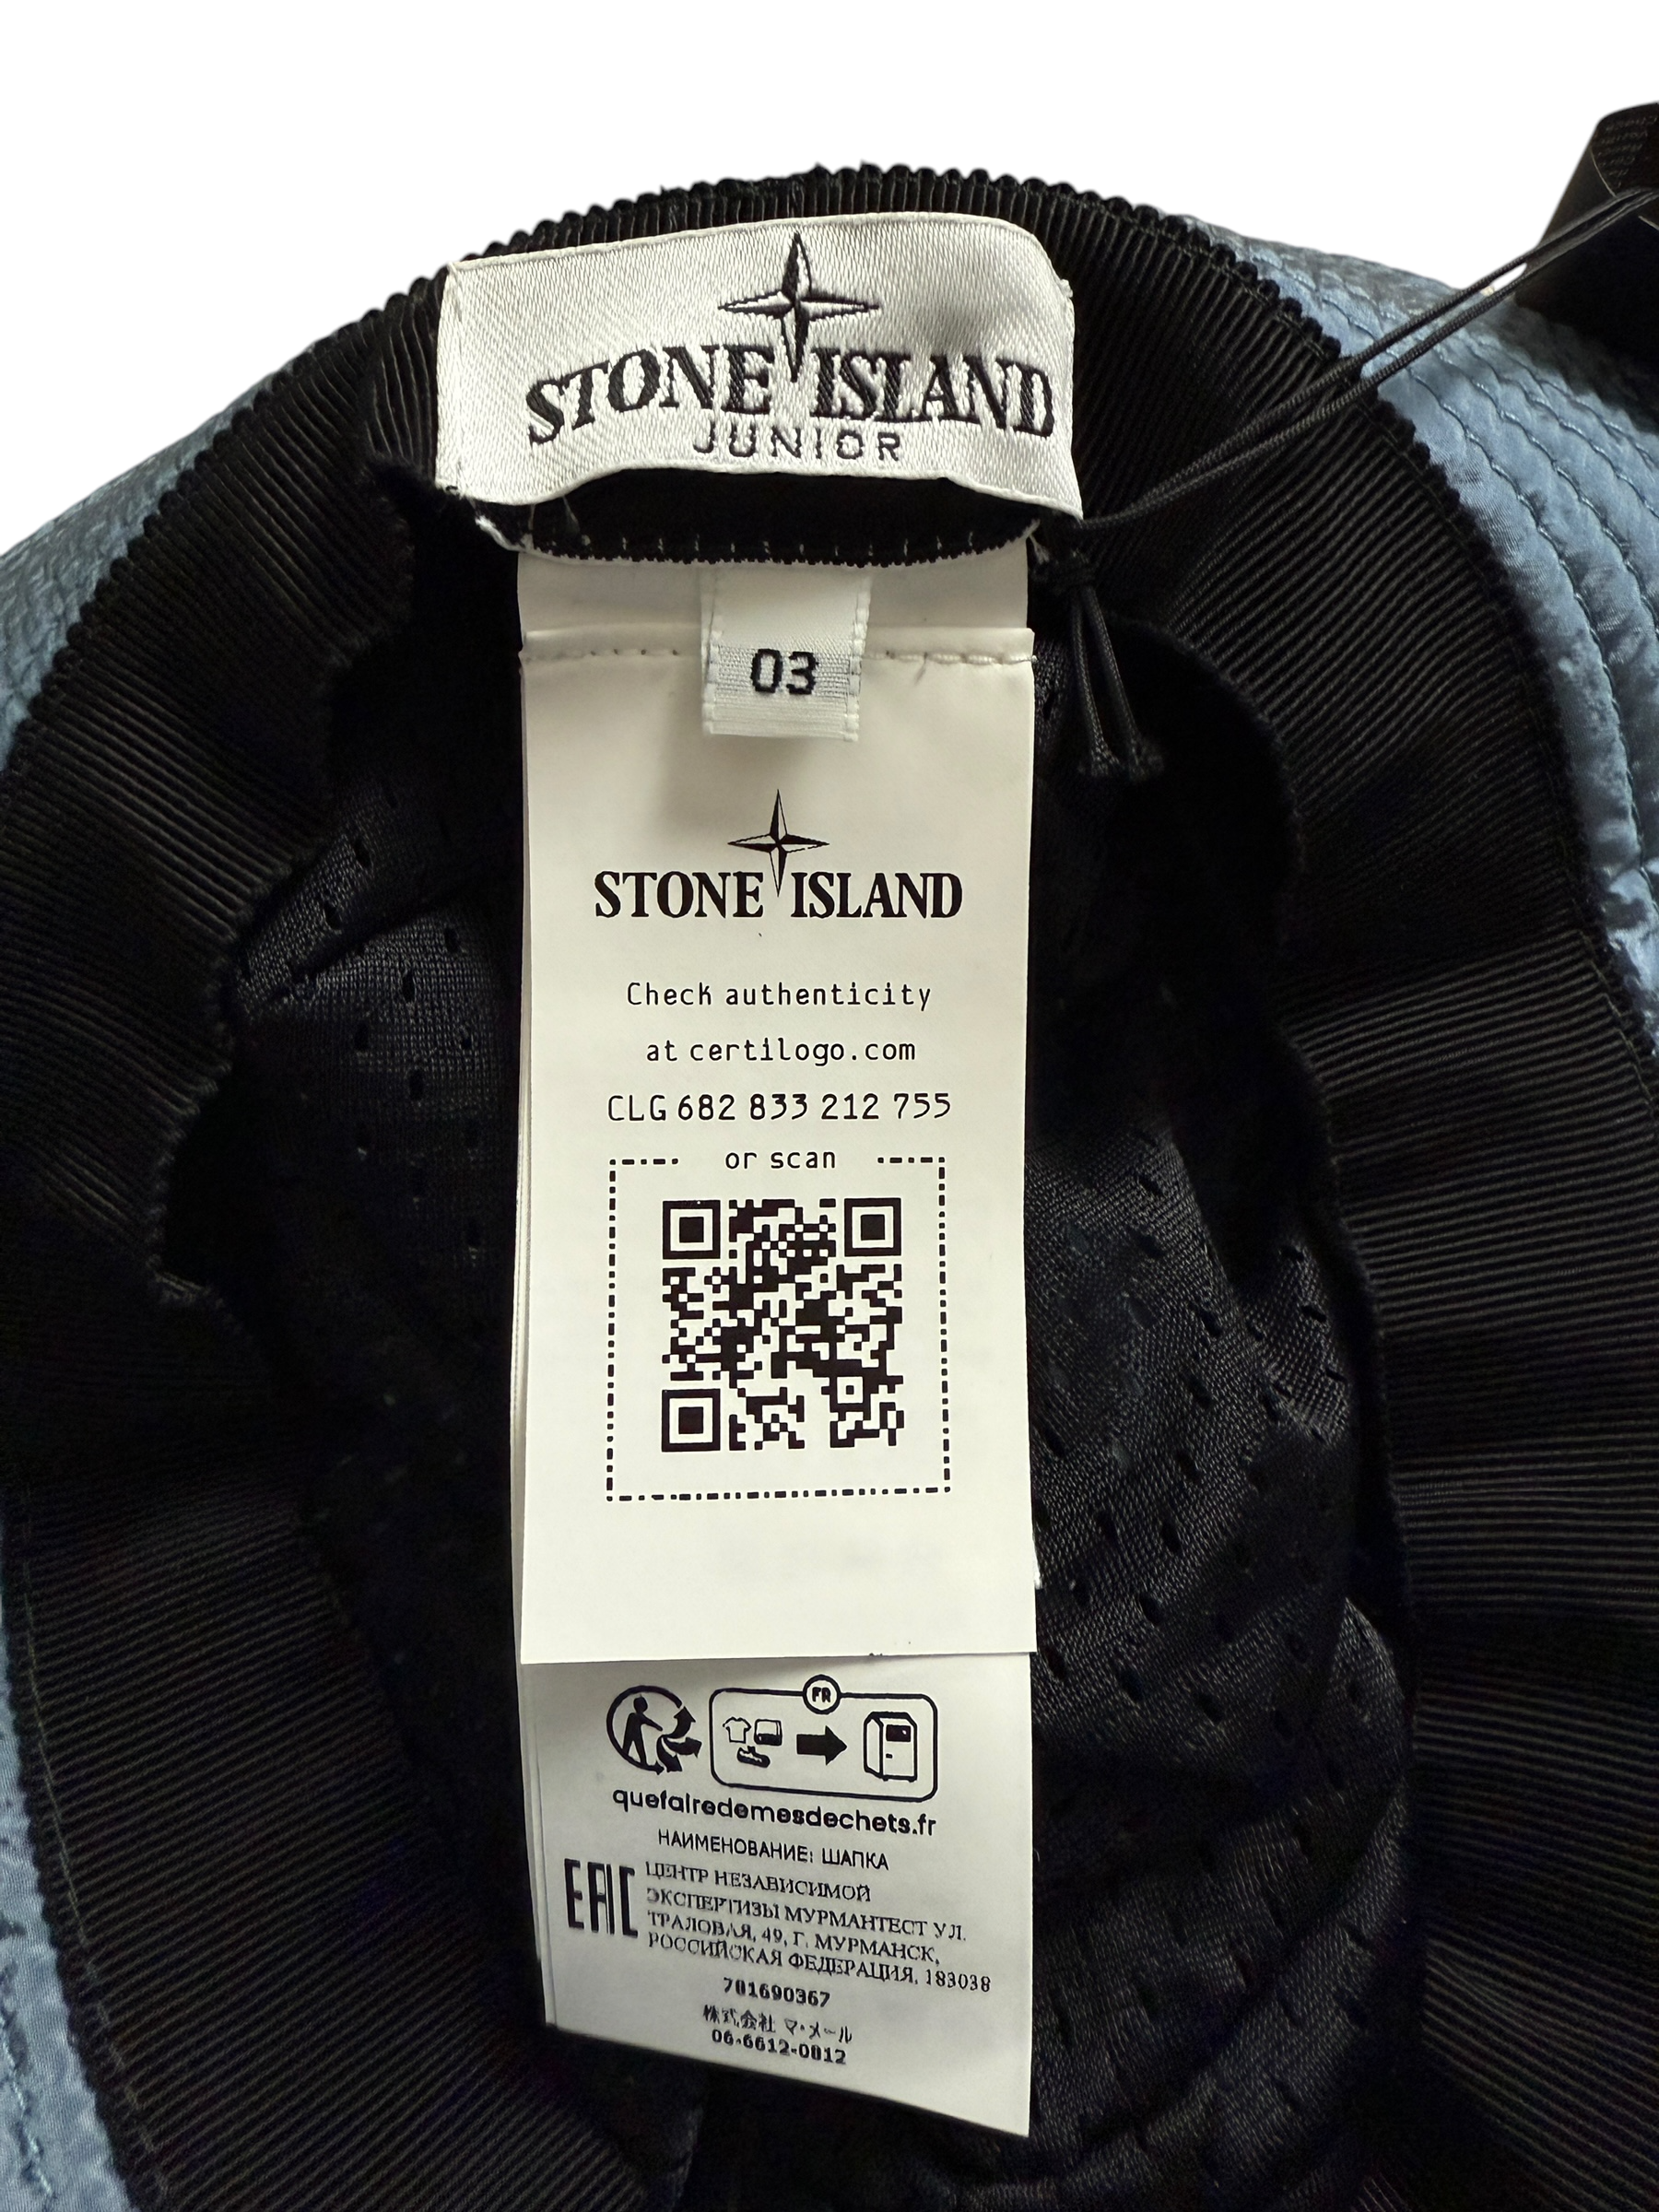 STONE ISLAND
JUNIOR
03
STONE ISLAND
Check authenticity
at certilogo.com
CLG 682 833 212 755
or scan
FR
quefairedemesdechets.fr
НАИМЕНОВАНИЕ: ШАПКА
EAC
ЦЕНТР НЕЗАВИСИМОЙ
ЭКСПЕРТИЗЫ МУРМАНТЕСТ УЛ.
ТРАЛОВАЯ, 49, Г. МУРМАНСК,
РОССИЙСКАЯ ФЕДЕРАЦИЯ, 183038
701690367
株式会社 マ・メール
06-6612-0012